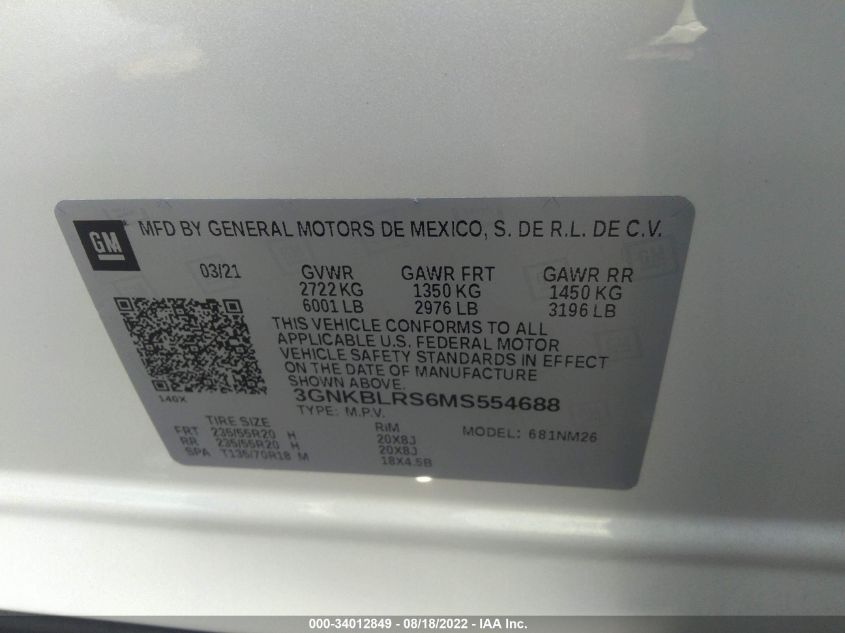 GM
MFD BY GENERAL MOTORS DE MEXICO, S. DE R.L. DE C.V.
03/21 GVWR GAWR FRT GAWR RR
2722 KG 1350 KG 1450 KG
6001 LB 2976 LB 3196 LB
THIS VEHICLE CONFORMS TO ALL
APPLICABLE U.S. FEDERAL MOTOR
VEHICLE SAFETY STANDARDS IN EFFECT
ON THE DATE OF MANUFACTURE
SHOWN ABOVE.
140X
3GNKBLRS6MS554688
TYPE: M.P.V.
TIRE SIZE RIM MODEL: 681NM26
FRT 235/55R20 H 20X8J
RR 235/55R20 H 20X8J
SPA T135/70R18 M 18X4.5B
000-34012849 - 08/18/2022 - IAA Inc.